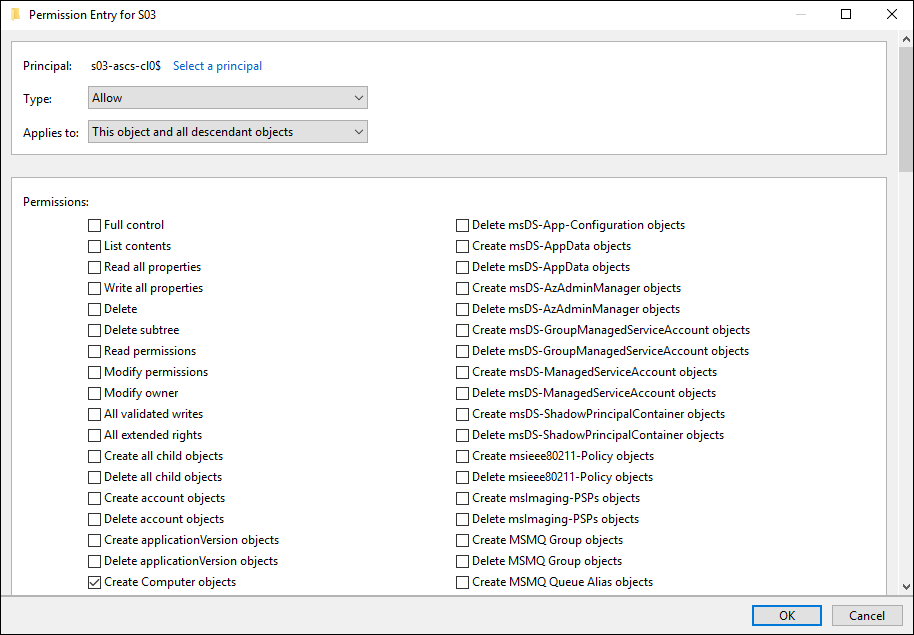 Permission Entry for S03
Principal: s03-ascs-cl0$ Select a principal
Type: Allow
Applies to: This object and all descendant objects
Permissions:
Full control
List contents
Read all properties
Write all properties
Delete
Delete subtree
Read permissions
Modify permissions
Modify owner
All validated writes
All extended rights
Create all child objects
Delete all child objects
Create account objects
Delete account objects
Create applicationVersion objects
Delete applicationVersion objects
Create Computer objects
Delete msDS-App-Configuration objects
Create msDS-AppData objects
Delete msDS-AppData objects
Create msDS-AzAdminManager objects
Delete msDS-AzAdminManager objects
Create msDS-GroupManagedServiceAccount objects
Delete msDS-GroupManagedServiceAccount objects
Create msDS-ManagedServiceAccount objects
Delete msDS-ManagedServiceAccount objects
Create msDS-ShadowPrincipalContainer objects
Delete msDS-ShadowPrincipalContainer objects
Create msieee80211-Policy objects
Delete msieee80211-Policy objects
Create msImaging-PSPs objects
Delete msImaging-PSPs objects
Create MSMQ Group objects
Delete MSMQ Group objects
Create MSMQ Queue Alias objects
OK Cancel